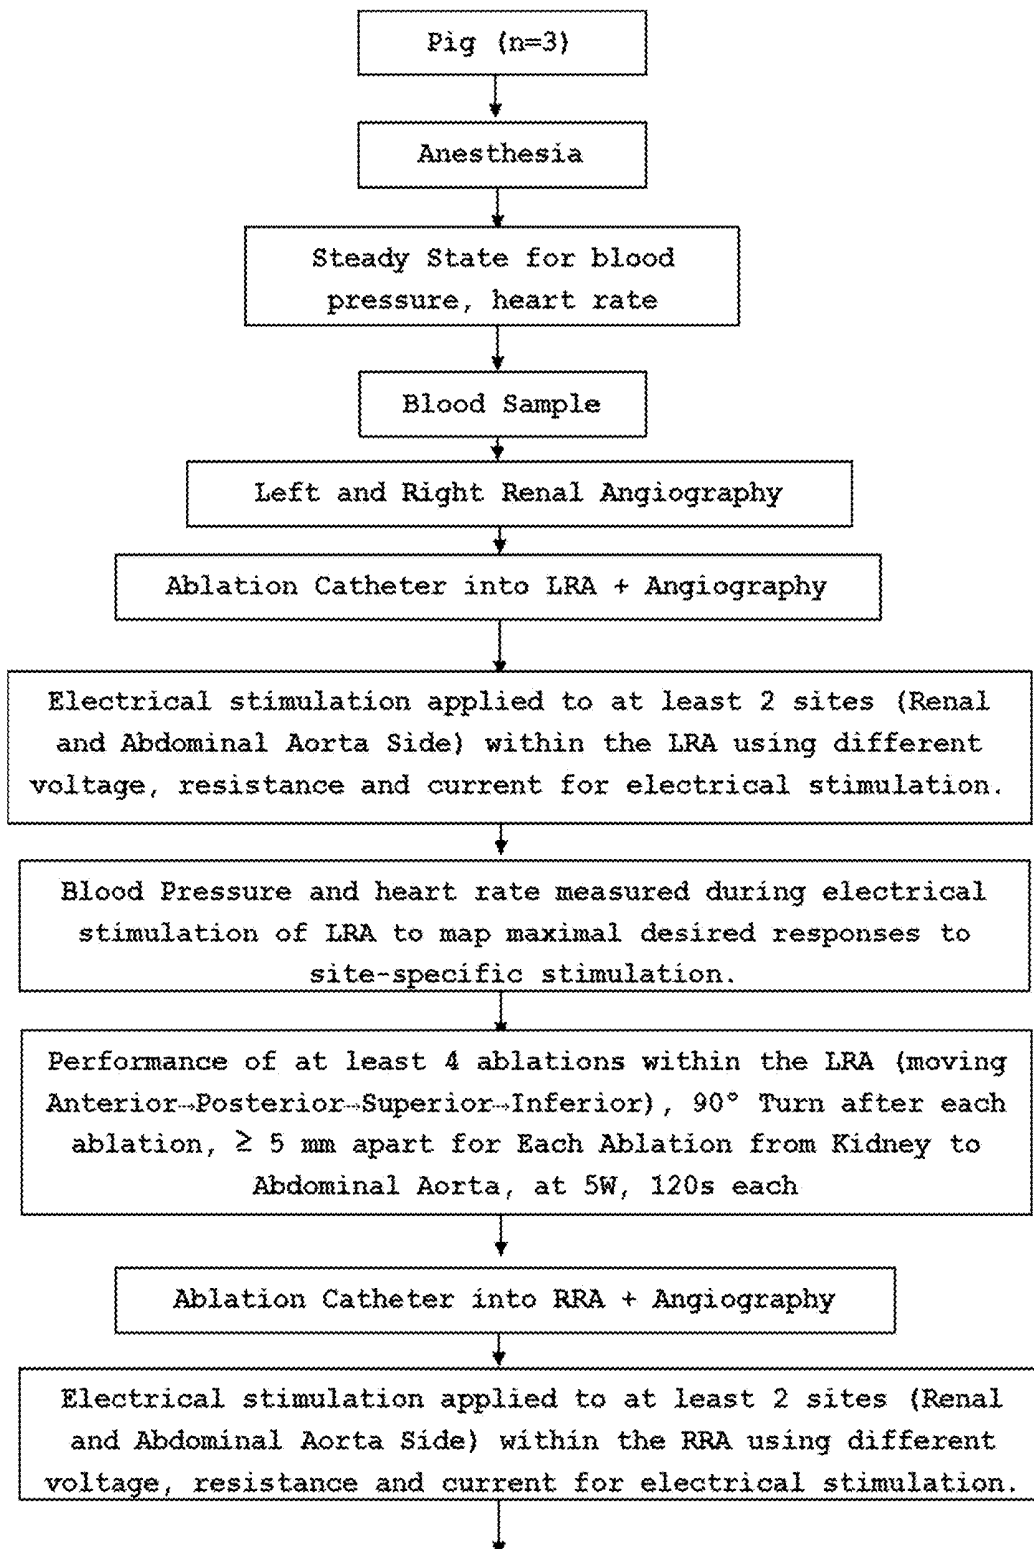 Pig (n=3)
Anesthesia
Steady State for blood
pressure, heart rate
Blood Sample
Left and Right Renal Angiography
Ablation Catheter into LRA + Angiography
Electrical stimulation applied to at least 2 sites (Renal
and Abdominal Aorta Side) within the LRA using different
voltage, resistance and current for electrical stimulation.
Blood Pressure and heart rate measured during electrical
stimulation of LRA to map maximal desired responses to
site-specific stimulation.
Performance of at least 4 ablations within the LRA (moving
Anterior→Posterior→Superior→Inferior), 90° Turn after each
ablation, ≥ 5 mm apart for Each Ablation from Kidney to
Abdominal Aorta, at 5W, 120s each
Ablation Catheter into RRA + Angiography
Electrical stimulation applied to at least 2 sites (Renal
and Abdominal Aorta Side) within the RRA using different
voltage, resistance and current for electrical stimulation.